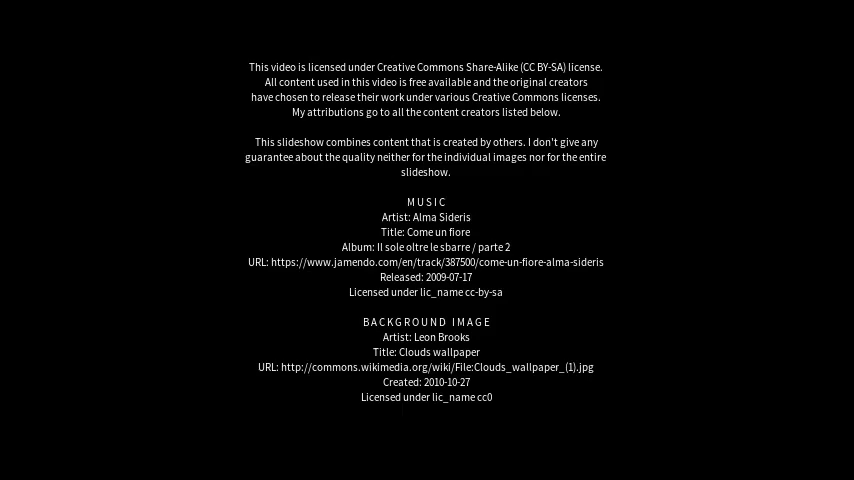 This video is licensed under Creative Commons Share-Alike (CC BY-SA) license.
All content used in this video is free available and the original creators
have chosen to release their work under various Creative Commons licenses.
My attributions go to all the content creators listed below.
This slideshow combines content that is created by others. I don't give any
guarantee about the quality neither for the individual images nor for the entire
slideshow.
MUSIC
Artist: Alma Sideris
Title: Come un fiore
Album: Il sole oltre le sbarre / parte 2
URL: https://www.jamendo.com/en/track/387500/come-un-fiore-alma-sideris
Released: 2009-07-17
Licensed under lic_name cc-by-sa
BACKGROUND IMAGE
Artist: Leon Brooks
Title: Clouds wallpaper
URL: http://commons.wikimedia.org/wiki/File:Clouds_wallpaper_(1).jpg
Created: 2010-10-27
Licensed under lic_name cc0